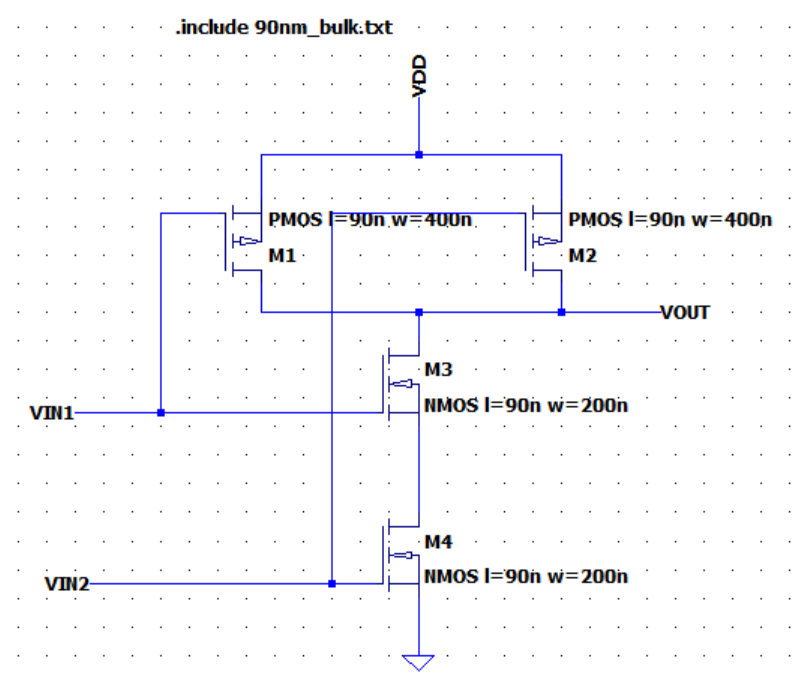 .include 90nm_bulk.txt
VDD
PMOS l=90n w=400n
M1
PMOS l=90n w=400n
M2
VOUT
M3
NMOS l=90n w=200n
VIN1
M4
NMOS l=90n w=200n
VIN2